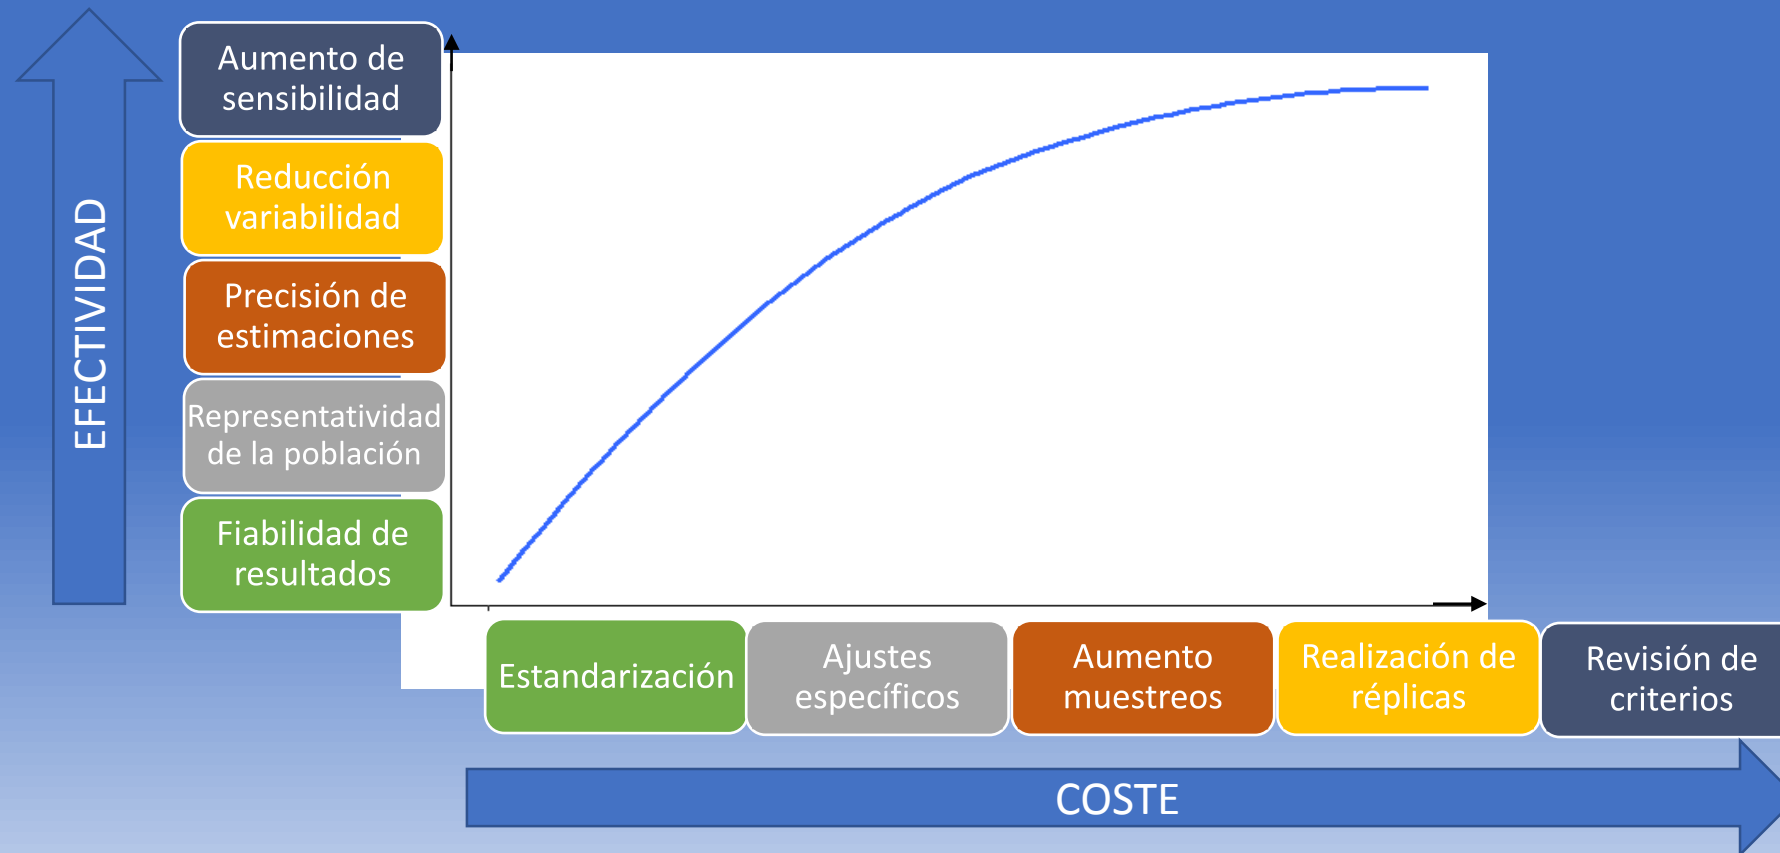 EFECTIVIDAD
Aumento de
sensibilidad
Reducción
variabilidad
Precisión de
estimaciones
Representatividad
de la población
Fiabilidad de
resultados
Estandarización
Ajustes
específicos
Aumento
muestreos
Realización de
réplicas
Revisión de
criterios
COSTE